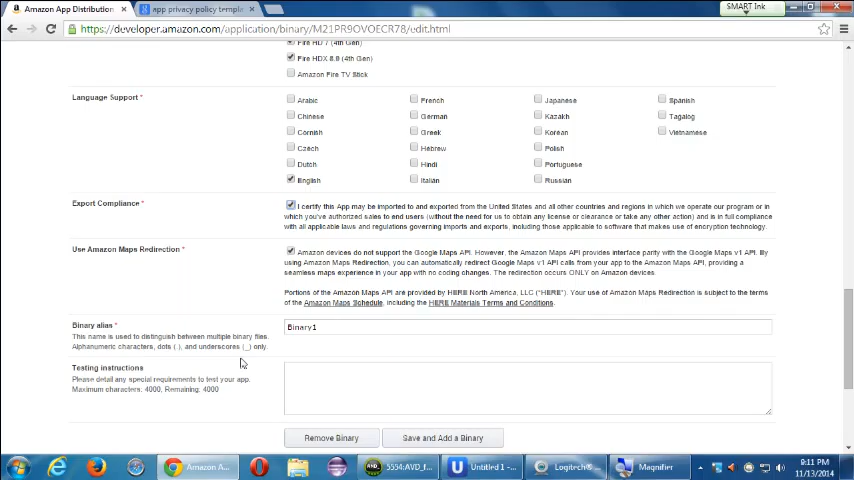 Amazon App Distribution
app privacy policy templa
SMART Ink
https://developer.amazon.com/application/binary/M21PR9OVOECR78/edit.html
Fire HD 7 (4th Gen)
Fire HDX 8.9 (4th Gen)
Amazon Fire TV Stick
Language Support *
Arabic French Japanese Spanish
Chinese German Kazakh Tagalog
Cornish Greek Korean Vietnamese
Czech Hebrew Polish
Dutch Hindi Portuguese
English Italian Russian
Export Compliance *
I certify this App may be imported to and exported from the United States and all other countries and regions in which we operate our program or in
which you've authorized sales to end users (without the need for us to obtain any license or clearance or take any other action) and is in full compliance
with all applicable laws and regulations governing imports and exports, including those applicable to software that makes use of encryption technology.
Use Amazon Maps Redirection *
Amazon devices do not support the Google Maps API. However, the Amazon Maps API provides interface parity with the Google Maps v1 API. By
using Amazon Maps Redirection, you can automatically redirect Google Maps v1 API calls from your app to the Amazon Maps API, providing a
seamless maps experience in your app with no coding changes. The redirection occurs ONLY on Amazon devices.
Portions of the Amazon Maps API are provided by HERE North America, LLC ("HERE"). Your use of Amazon Maps Redirection is subject to the terms
of the Amazon Maps Schedule, including the HERE Materials Terms and Conditions.
Binary alias *
This name is used to distinguish between multiple binary files.
Alphanumeric characters, dots (.), and underscores (_) only.
Binary1
Testing instructions
Please detail any special requirements to test your app.
Maximum characters: 4000, Remaining: 4000
Remove Binary
Save and Add a Binary
Amazon A...
5554:AVD_f...
Untitled 1 -...
Logitech® ...
Magnifier
9:11 PM
11/13/2014